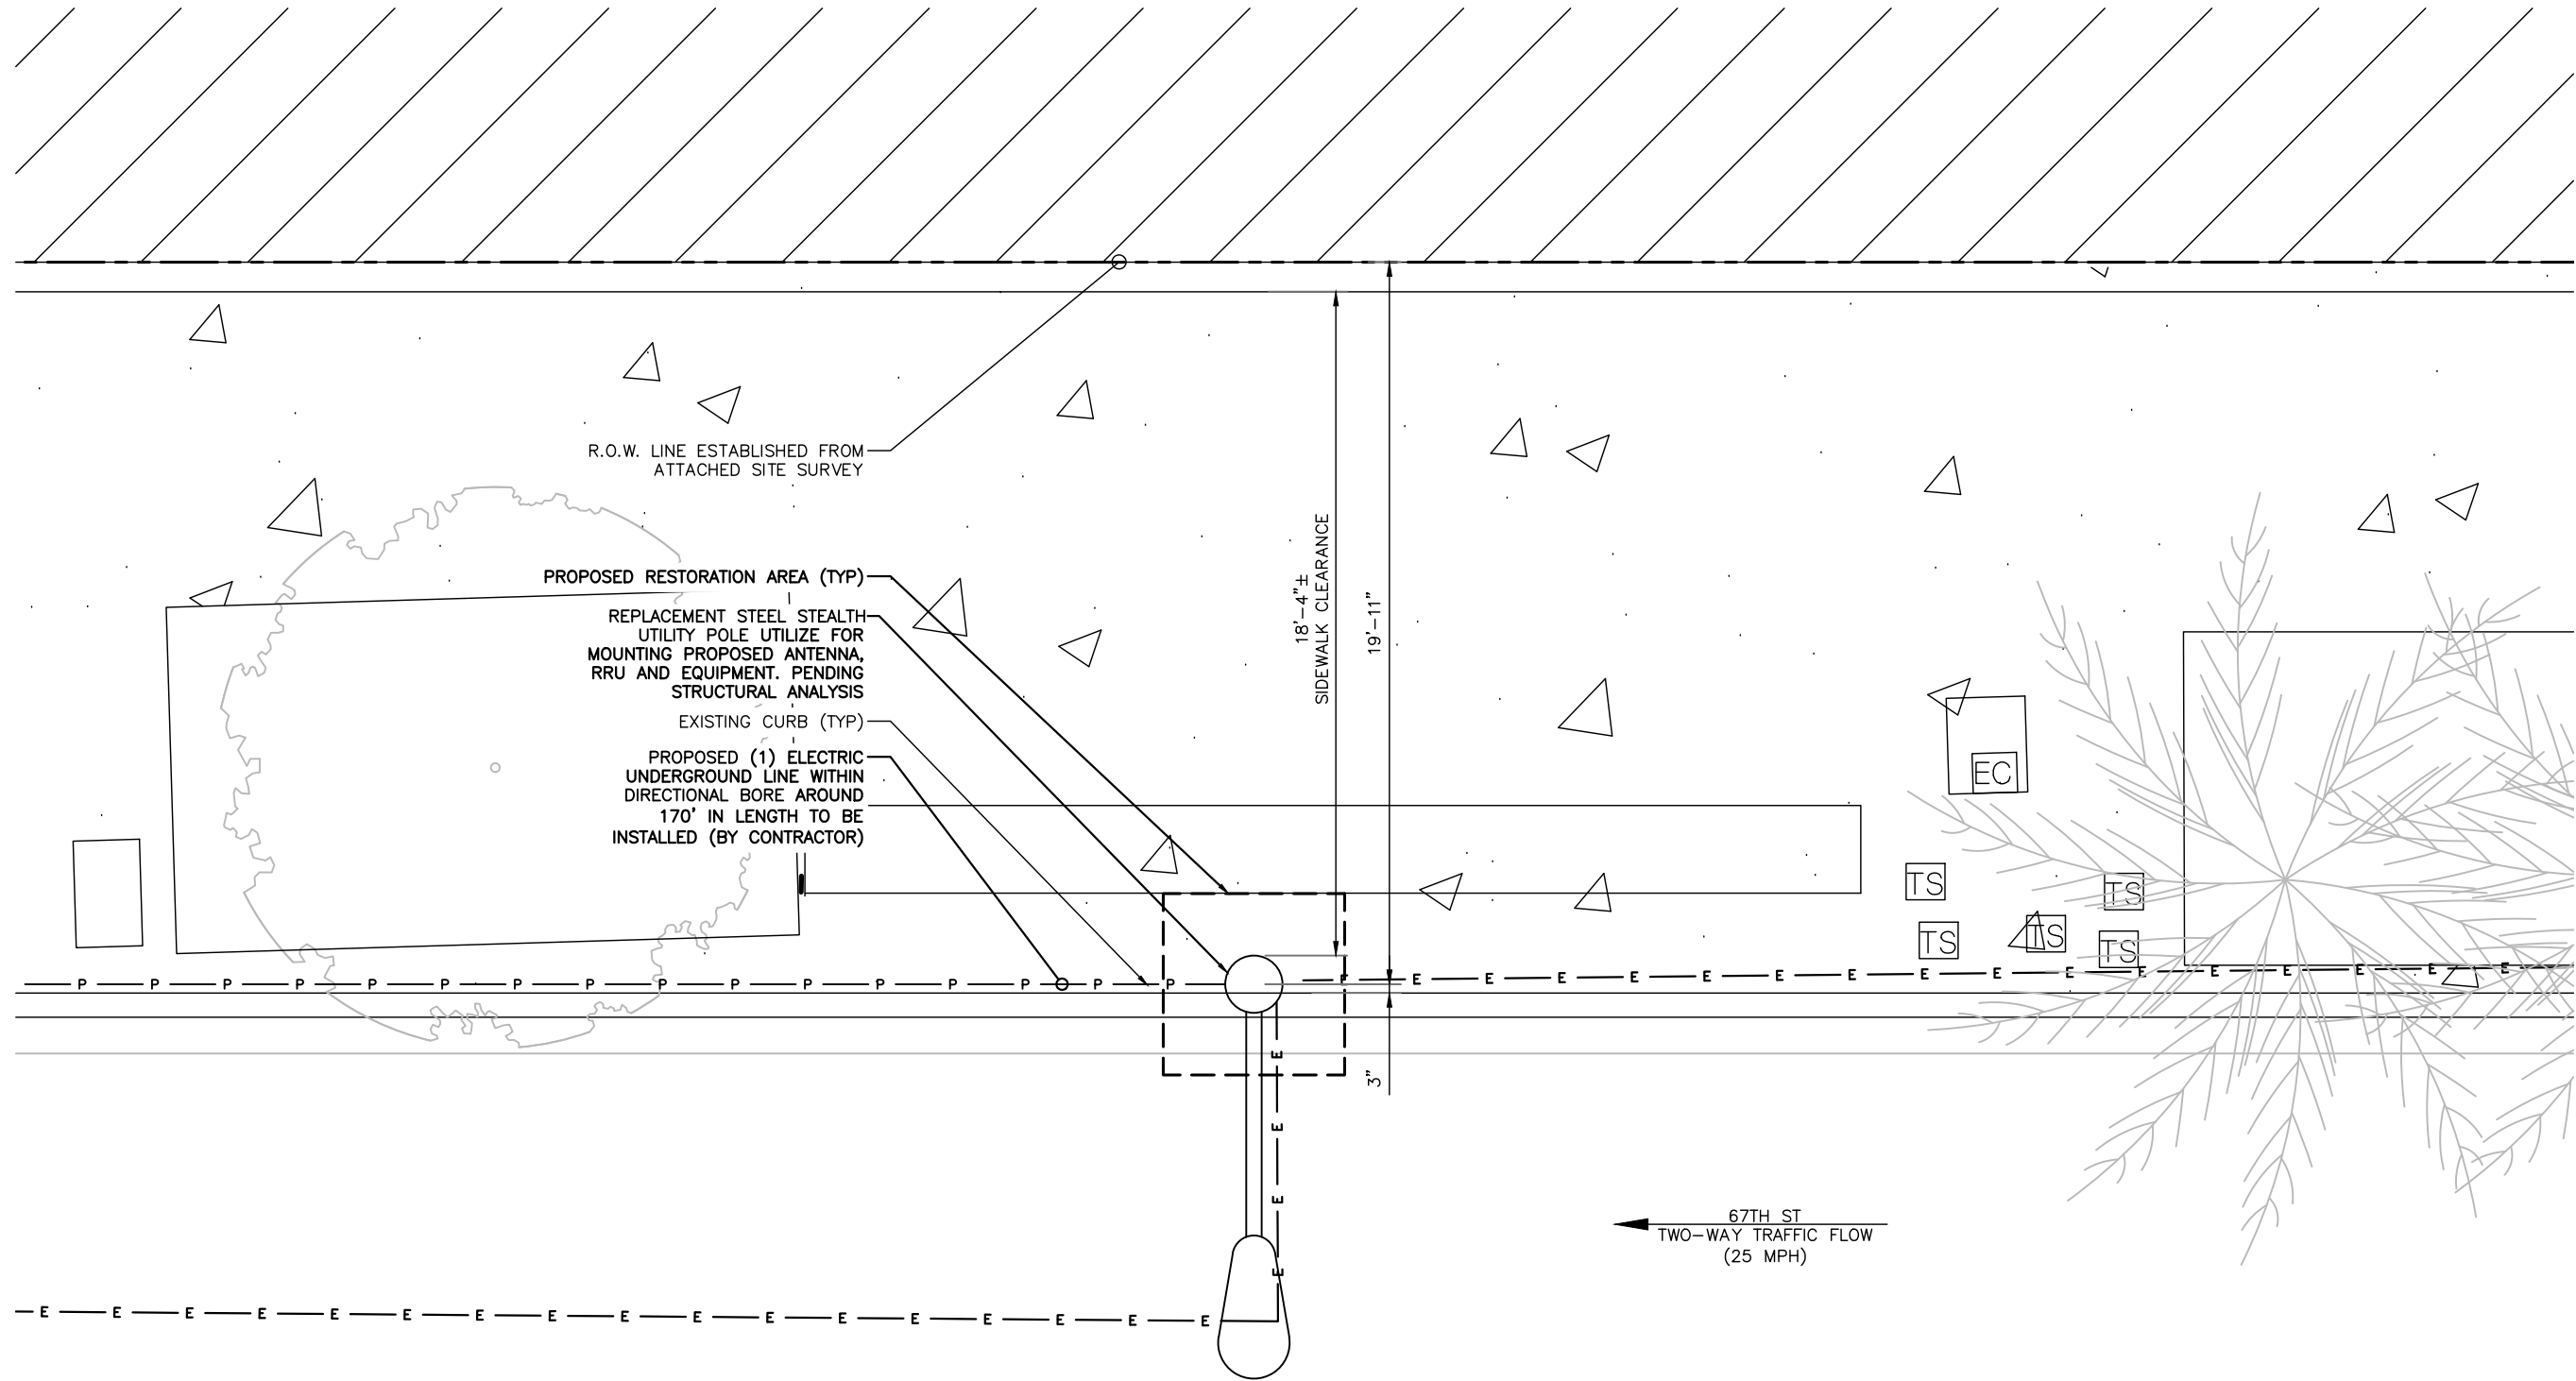 R.O.W. LINE ESTABLISHED FROM
ATTACHED SITE SURVEY
PROPOSED RESTORATION AREA (TYP)
REPLACEMENT STEEL STEALTH
UTILITY POLE UTILIZE FOR
MOUNTING PROPOSED ANTENNA,
RRU AND EQUIPMENT. PENDING
STRUCTURAL ANALYSIS
EXISTING CURB (TYP)
PROPOSED (1) ELECTRIC
UNDERGROUND LINE WITHIN
DIRECTIONAL BORE AROUND
170' IN LENGTH TO BE
INSTALLED (BY CONTRACTOR)
18'-4"±
SIDEWALK CLEARANCE
19'-11"
3"
EC
TS
TS
TS
TS
TS
P P P P P P P P P P P P P P P P
E E E E E E E E E E E E E E E E E
E
E
E
E
67TH ST
TWO-WAY TRAFFIC FLOW
(25 MPH)
E E E E E E E E E E E E E E E E E